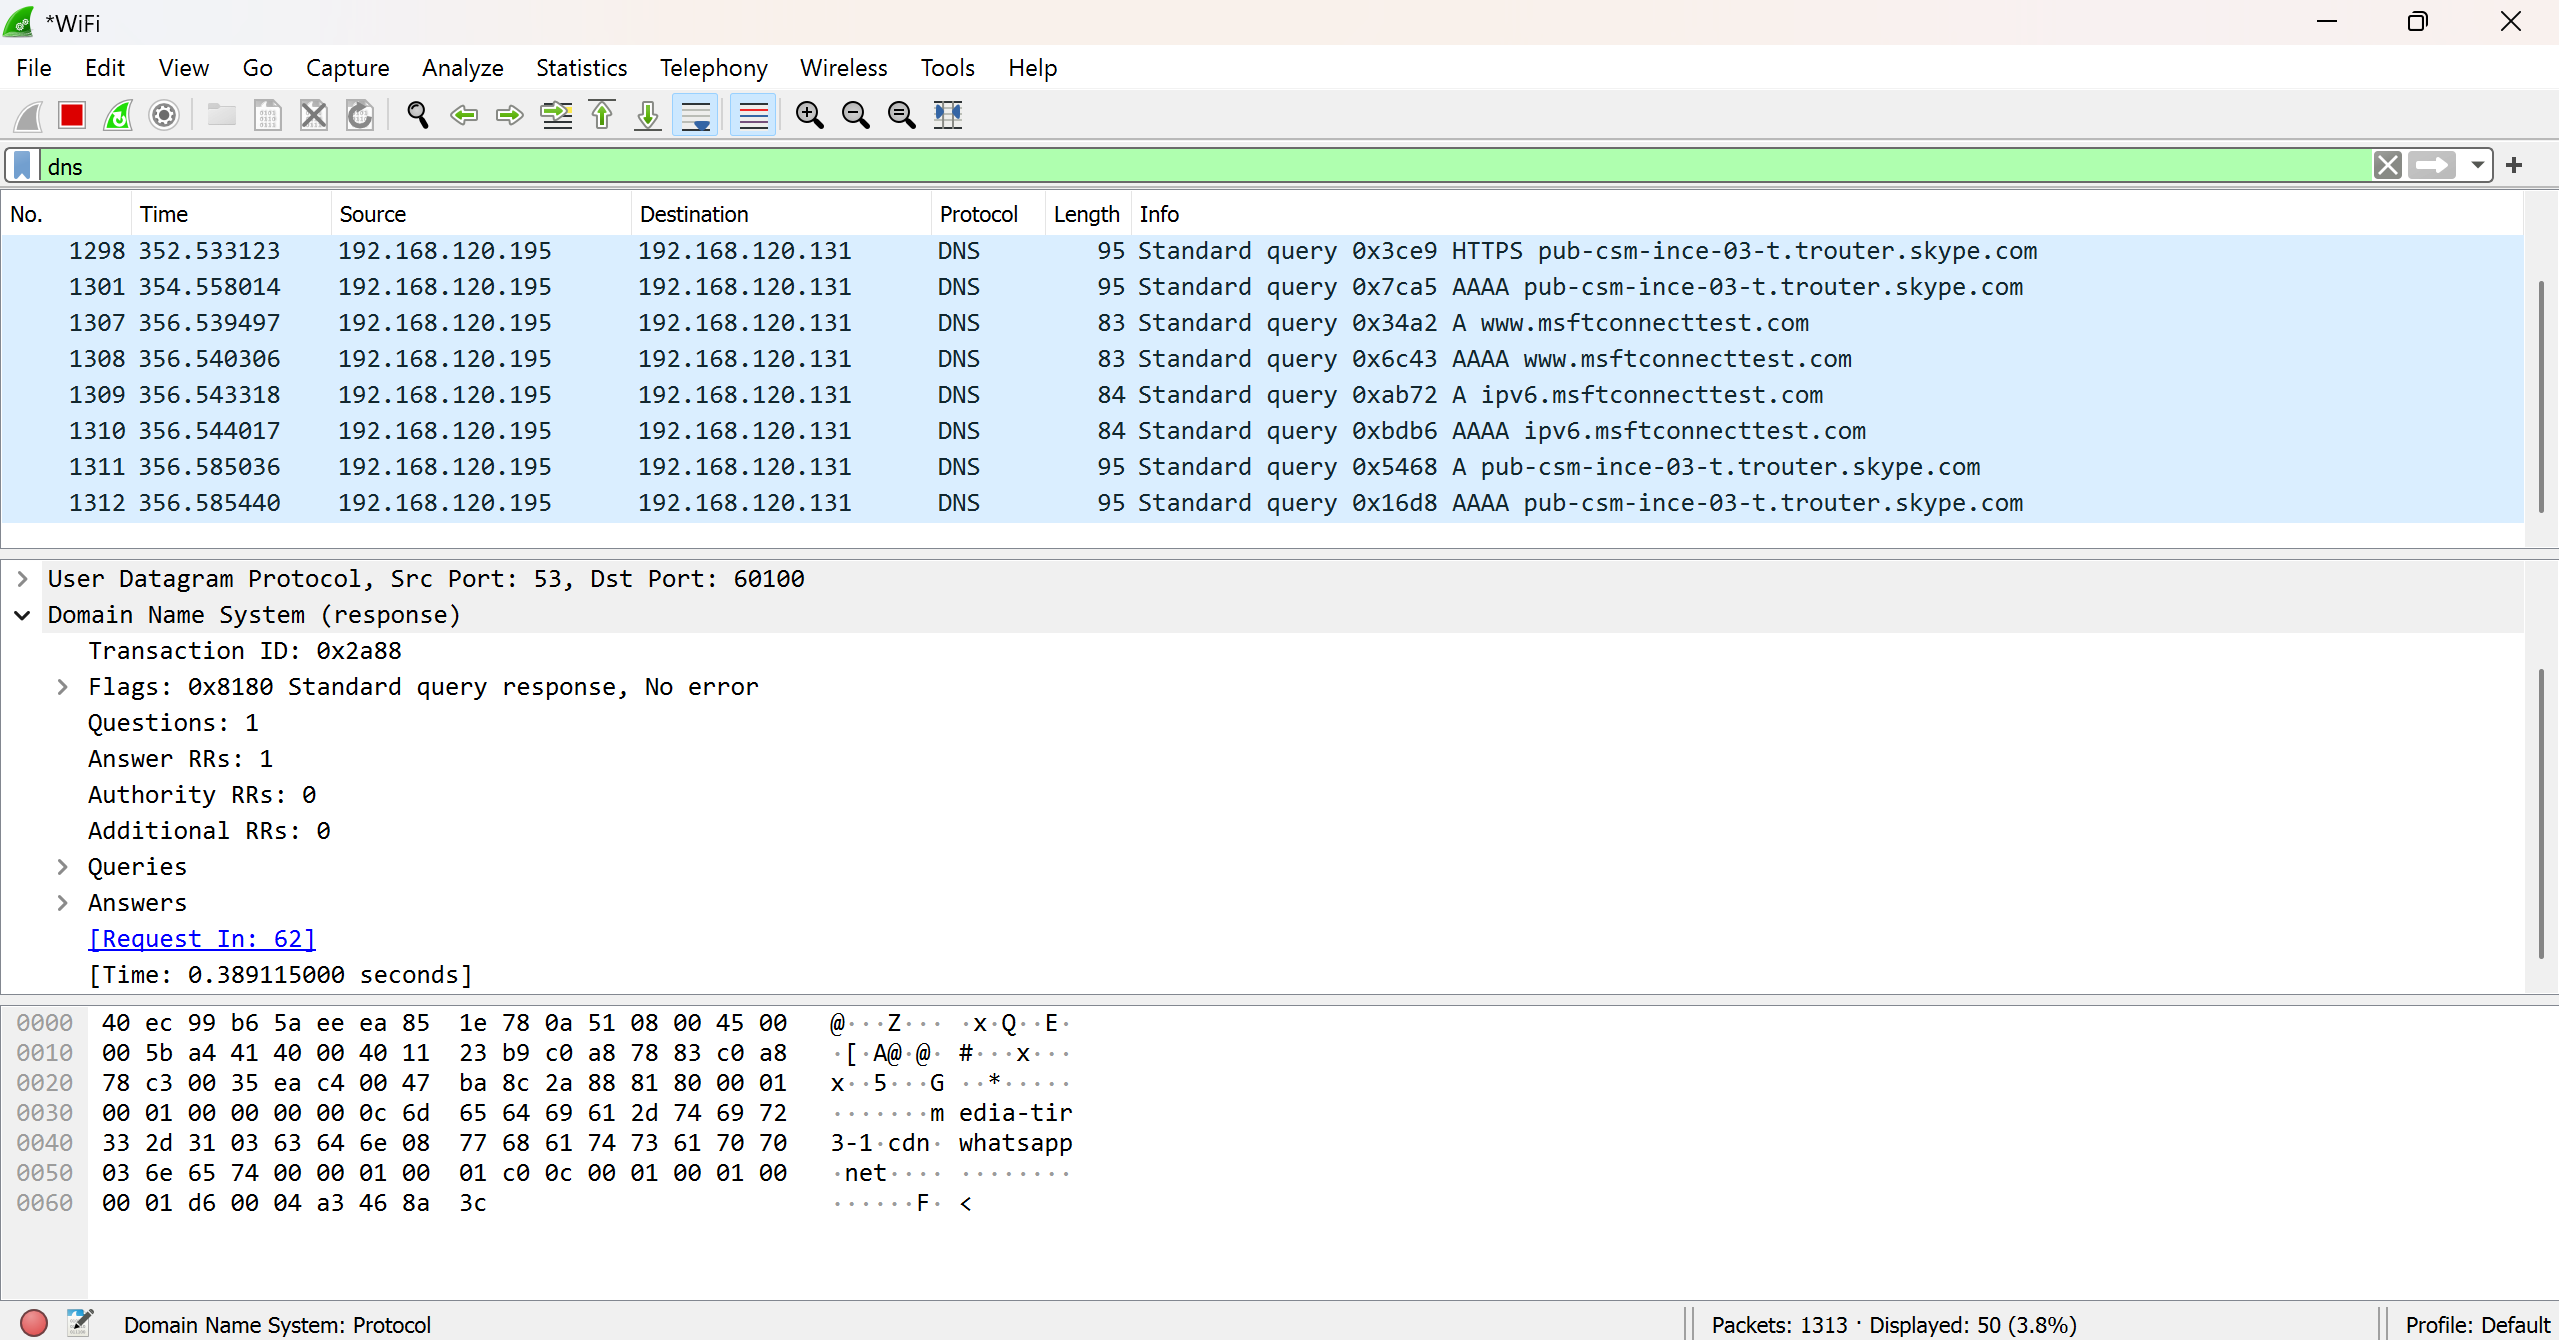 *WiFi
File Edit View Go Capture Analyze Statistics Telephony Wireless Tools Help
dns
No. Time Source Destination Protocol Length Info
1298 352.533123 192.168.120.195 192.168.120.131 DNS 95 Standard query 0x3ce9 HTTPS pub-csm-ince-03-t.trouter.skype.com
1301 354.558014 192.168.120.195 192.168.120.131 DNS 95 Standard query 0x7ca5 AAAA pub-csm-ince-03-t.trouter.skype.com
1307 356.539497 192.168.120.195 192.168.120.131 DNS 83 Standard query 0x34a2 A www.msftconnecttest.com
1308 356.540306 192.168.120.195 192.168.120.131 DNS 83 Standard query 0x6c43 AAAA www.msftconnecttest.com
1309 356.543318 192.168.120.195 192.168.120.131 DNS 84 Standard query 0xab72 A ipv6.msftconnecttest.com
1310 356.544017 192.168.120.195 192.168.120.131 DNS 84 Standard query 0xbdb6 AAAA ipv6.msftconnecttest.com
1311 356.585036 192.168.120.195 192.168.120.131 DNS 95 Standard query 0x5468 A pub-csm-ince-03-t.trouter.skype.com
1312 356.585440 192.168.120.195 192.168.120.131 DNS 95 Standard query 0x16d8 AAAA pub-csm-ince-03-t.trouter.skype.com
User Datagram Protocol, Src Port: 53, Dst Port: 60100
Domain Name System (response)
Transaction ID: 0x2a88
Flags: 0x8180 Standard query response, No error
Questions: 1
Answer RRs: 1
Authority RRs: 0
Additional RRs: 0
Queries
Answers
[Request In: 62]
[Time: 0.389115000 seconds]
0000 40 ec 99 b6 5a ee ea 85 1e 78 0a 51 08 00 45 00 @···Z··· ·x·Q··E·
0010 00 5b a4 41 40 00 40 11 23 b9 c0 a8 78 83 c0 a8 ·[·A@·@· #···x···
0020 78 c3 00 35 ea c4 00 47 ba 8c 2a 88 81 80 00 01 x··5···G ··*·····
0030 00 01 00 00 00 00 0c 6d 65 64 69 61 2d 74 69 72 ·······m edia-tir
0040 33 2d 31 03 63 64 6e 08 77 68 61 74 73 61 70 70 3-1·cdn· whatsapp
0050 03 6e 65 74 00 00 01 00 01 c0 0c 00 01 00 01 00 ·net···· ········
0060 00 01 d6 00 04 a3 46 8a 3c ······F· <
Domain Name System: Protocol Packets: 1313 · Displayed: 50 (3.8%) Profile: Default